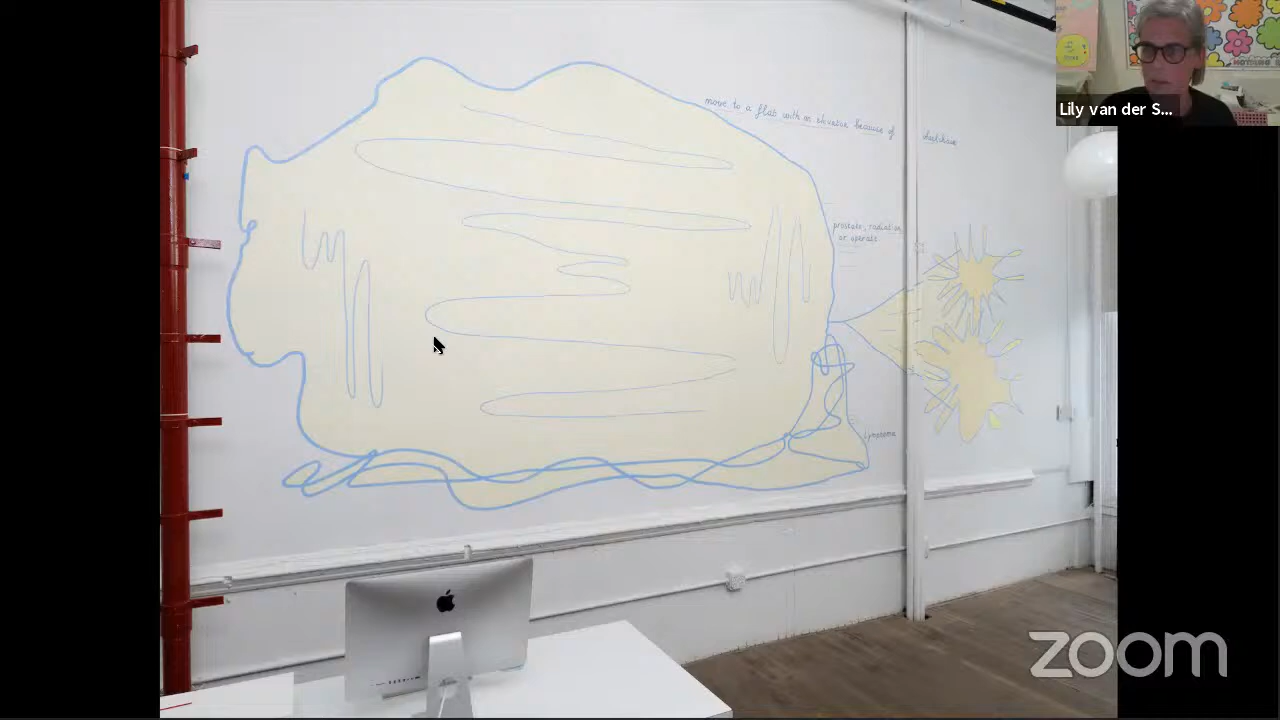 move to a flat with an elevator because of
prostate, radiation
or operate
Lymphoma
Lily van der S...
zoom